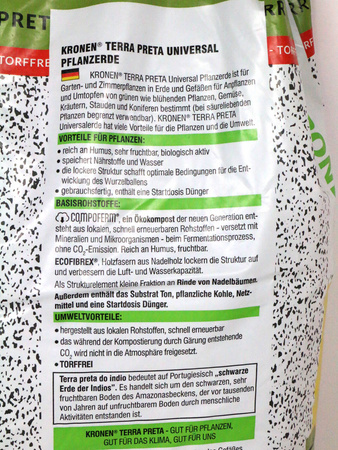 PRET
RRRR
TORFFREI
- TORF
KRONEN® TERRA PRETA UNIVERSAL
PFLANZERDE
KRONEN® TERRA PRETA Universal Pflanzerde ist für
Garten- und Zimmerpflanzen in Erde und Gefäßen für Anpflanzen
und Umtopfen von grünen wie blühenden Pflanzen, Gemüse,
Kräutern, Stauden und Koniferen bestimmt (bei säureliebenden
Pflanzen begrenzt verwendbar). KRONEN® TERRA PRETA
Universalerde hat viele Vorteile für die Pflanzen und die Umwelt.
VORTEILE FÜR PFLANZEN:
• reich an Humus, sehr fruchtbar, biologisch aktiv
• speichert Nährstoffe und Wasser
• die lockere Struktur schafft optimale Bedingungen für die Ent-
wicklung des Wurzelballens
• gebrauchsfertig, enthält eine Startdosis Dünger
BASISROHSTOFFE:
COMPOFERM®, ein Ökokompost der neuen Generation ent-
steht aus lokalen, schnell erneuerbaren Rohstoffen - versetzt mit
Mineralien und Mikroorganismen - beim Fermentationsprozess,
ohne CO2-Emission. Reich an Humus, fruchtbar.
ECOFIBREX®, Holzfasern aus Nadelholz lockern die Struktur auf
und verbessern die Luft- und Wasserkapazität.
Als Strukturelement kleine Fraktion an Rinde von Nadelbäumen.
Außerdem enthält das Substrat Ton, pflanzliche Kohle, Netz-
mittel und eine Startdosis Dünger.
UMWELTVORTEILE:
• hergestellt aus lokalen Rohstoffen, schnell erneuerbar
• das während der Kompostierung durch Gärung entstehende
CO2 wird nicht in die Atmosphäre freigesetzt.
• TORFFREI
Terra preta do indio bedeutet auf Portugiesisch „schwarze
Erde der Indios". Es handelt sich um den schwarzen, sehr
fruchtbaren Boden des Amazonasbeckens, der vor tausenden
von Jahren auf unfruchtbarem Boden durch menschliche
Aktivitäten entstanden ist.
KRONEN® TERRA PRETA - GUT FÜR PFLANZEN,
GUT FÜR DAS KLIMA, GUT FÜR UNS